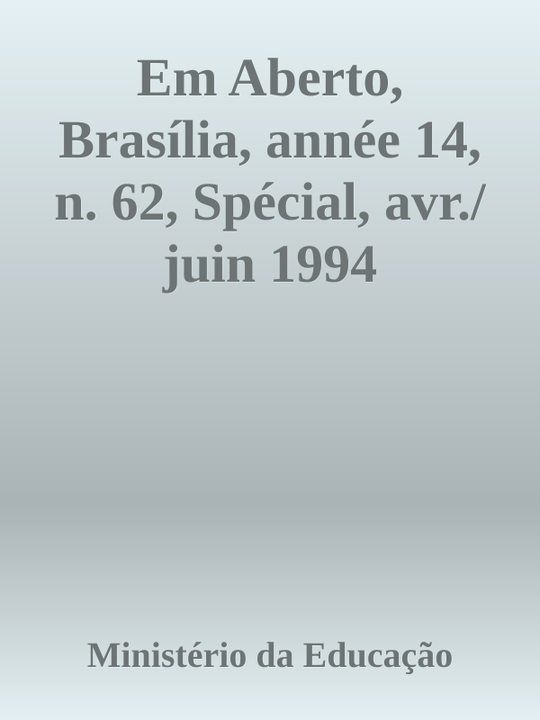 Em Aberto,
Brasília, année 14,
n. 62, Spécial, avr./
juin 1994
Ministério da Educação